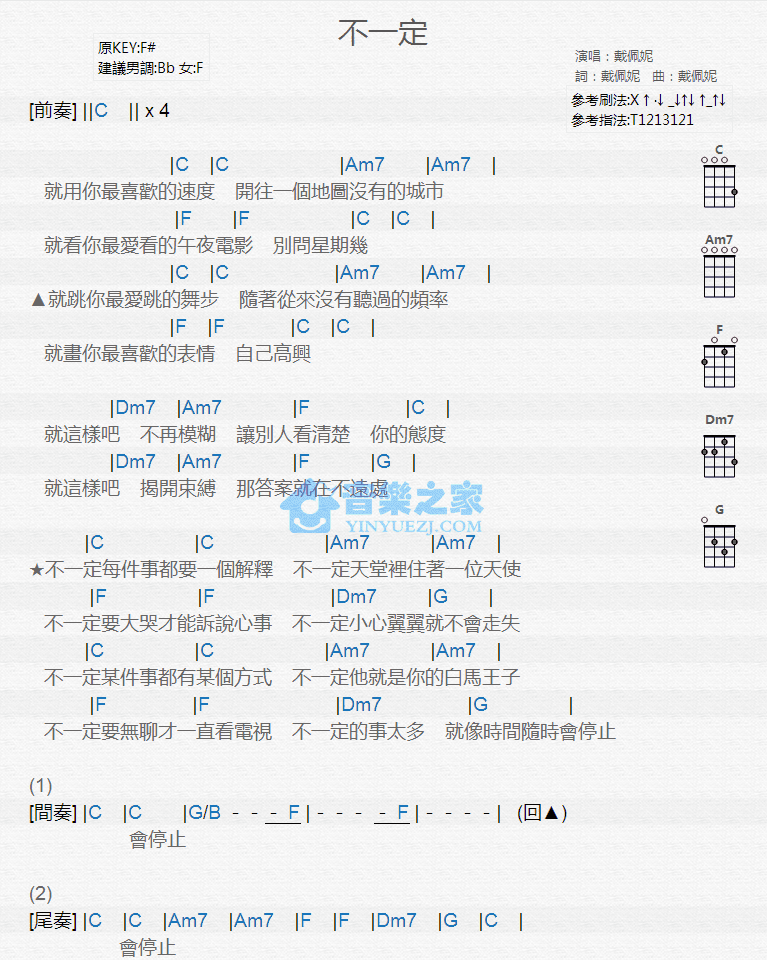 不一定
原KEY:F#
建議男調:Bb 女:F
演唱：戴佩妮
詞：戴佩妮 曲：戴佩妮
參考刷法:X↑·↓ _↓↑↓ ↑_↑↓
參考指法:T1213121
[前奏] ||C || x 4
|C |C |Am7 |Am7 |
就用你最喜歡的速度 開往一個地圖沒有的城市
|F |F |C |C |
就看你最愛看的午夜電影 別問星期幾
|C |C |Am7 |Am7 |
▲就跳你最愛跳的舞步 隨著從來沒有聽過的頻率
|F |F |C |C |
就畫你最喜歡的表情 自己高興
|Dm7 |Am7 |F |C |
就這樣吧 不再模糊 讓別人看清楚 你的態度
|Dm7 |Am7 |F |G |
就這樣吧 揭開束縛 那答案就在不遠處
音樂之家
YINYUEZJ.COM
|C |C |Am7 |Am7 |
★不一定每件事都要一個解釋 不一定天堂裡住著一位天使
|F |F |Dm7 |G |
不一定要大哭才能訴說心事 不一定小心翼翼就不會走失
|C |C |Am7 |Am7 |
不一定某件事都有某個方式 不一定他就是你的白馬王子
|F |F |Dm7 |G |
不一定要無聊才一直看電視 不一定的事太多 就像時間隨時會停止
(1)
[間奏] |C |C |G/B - - - F | - - - - F | - - - - | (回▲)
會停止
(2)
[尾奏] |C |C |Am7 |Am7 |F |F |Dm7 |G |C |
會停止
C
Am7
F
Dm7
G